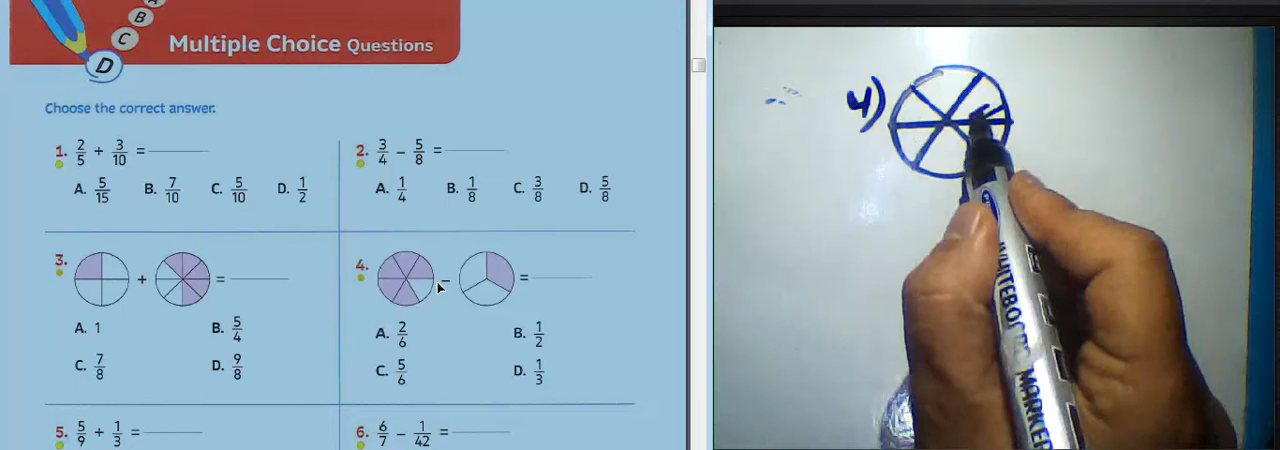 A
B
C
D
Multiple Choice Questions
Choose the correct answer.
1. 2/5 + 3/10 =
A. 5/15 B. 7/10 C. 5/10 D. 1/2
2. 3/4 - 5/8 =
A. 1/4 B. 1/8 C. 3/8 D. 5/8
3. + =
A. 1 B. 5/4
C. 7/8 D. 9/8
4. - =
A. 2/6 B. 1/2
C. 5/6 D. 1/3
5. 5/9 + 1/3 =
6. 6/7 - 1/42 =
4)
WHITEBOARD MARKER